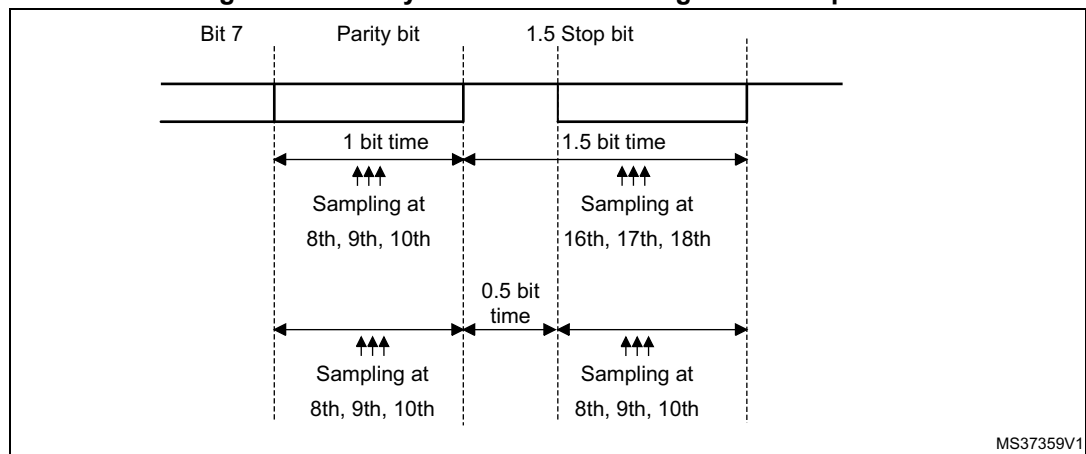 Bit 7 Parity bit 1.5 Stop bit
1 bit time 1.5 bit time
Sampling at Sampling at
8th, 9th, 10th 16th, 17th, 18th
0.5 bit
time
Sampling at Sampling at
8th, 9th, 10th 8th, 9th, 10th
MS37359V1